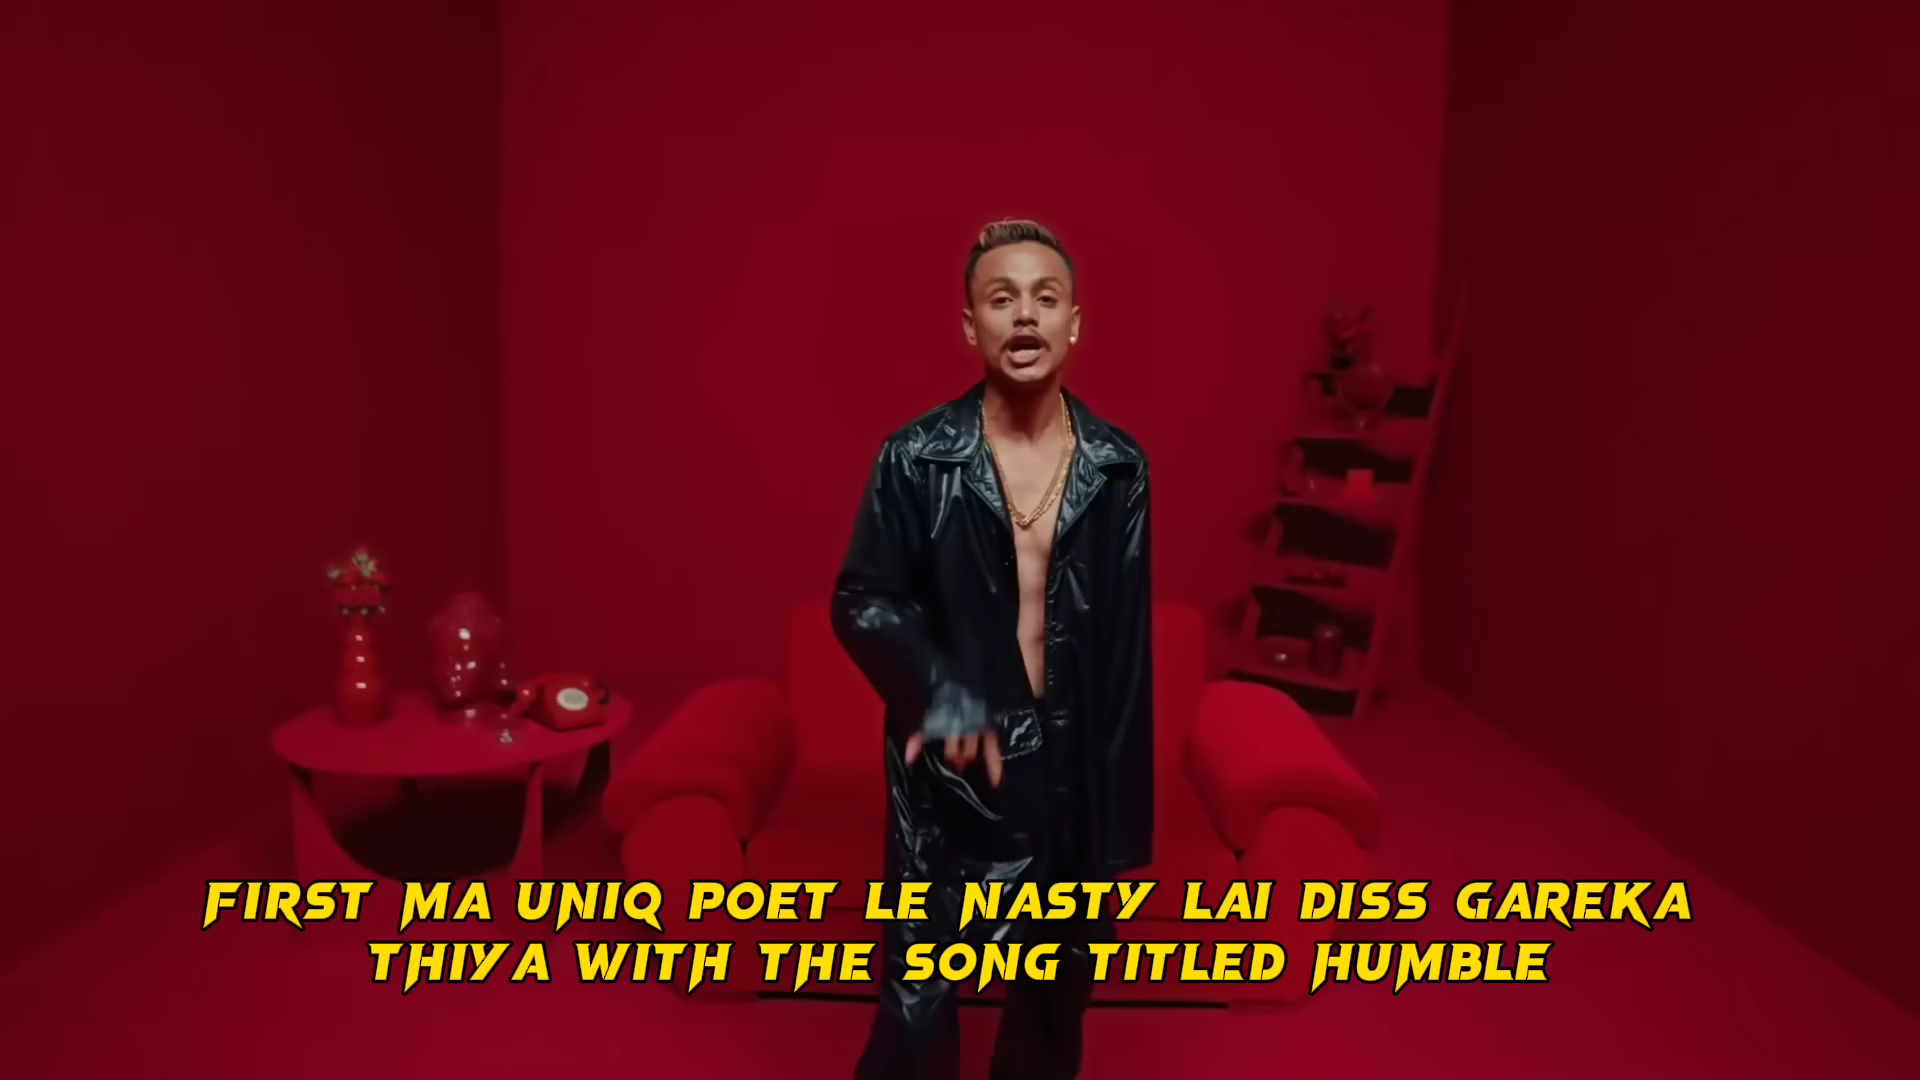 FIRST MA UNIQ POET LE NASTY LAI DISS GAREKA
THIYA WITH THE SONG TITLED HUMBLE